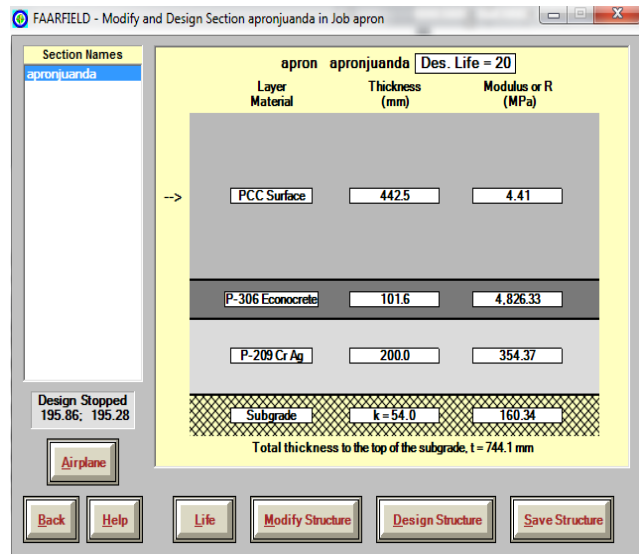 FAARFIELD - Modify and Design Section apronjuanda in Job apron
Section Names
apronjuanda
apron apronjuanda Des. Life = 20
Layer Material Thickness (mm) Modulus or R (MPa)
--> PCC Surface 442.5 4.41
P-306 Econocrete 101.6 4,826.33
P-209 Cr Ag 200.0 354.37
Subgrade k = 54.0 160.34
Total thickness to the top of the subgrade, t = 744.1 mm
Design Stopped
195.86; 195.28
Airplane
Back Help Life Modify Structure Design Structure Save Structure